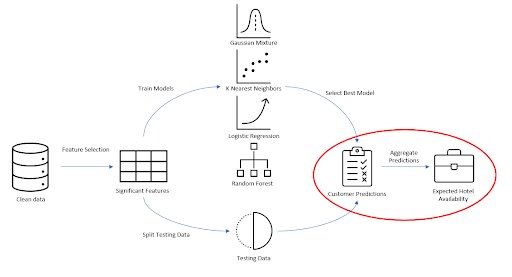 Gaussian Mixture
Train Models
K Nearest Neighbors
Select Best Model
Logistic Regression
Feature Selection
Aggregate
Predictions
Clean data
Significant Features
Random Forest
Customer Predictions
Expected Hotel
Availability
Split Testing Data
Testing Data